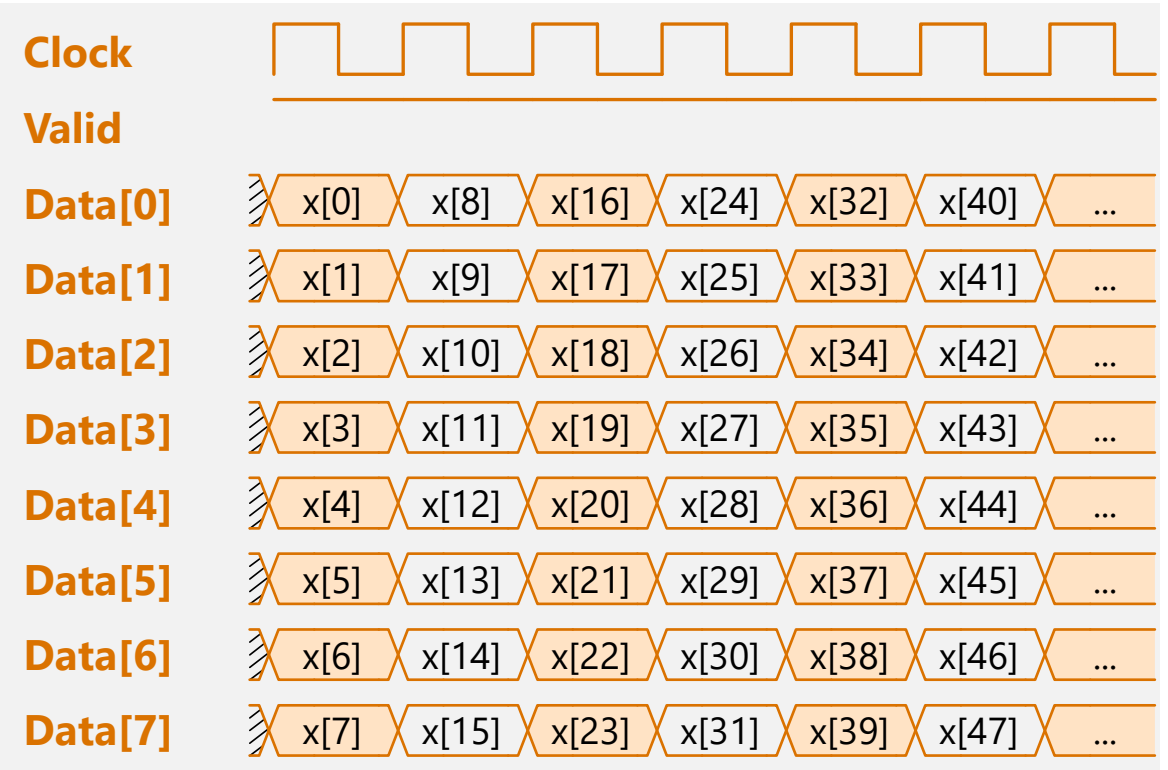 Clock
Valid
Data[0] x[0] x[8] x[16] x[24] x[32] x[40] ...
Data[1] x[1] x[9] x[17] x[25] x[33] x[41] ...
Data[2] x[2] x[10] x[18] x[26] x[34] x[42] ...
Data[3] x[3] x[11] x[19] x[27] x[35] x[43] ...
Data[4] x[4] x[12] x[20] x[28] x[36] x[44] ...
Data[5] x[5] x[13] x[21] x[29] x[37] x[45] ...
Data[6] x[6] x[14] x[22] x[30] x[38] x[46] ...
Data[7] x[7] x[15] x[23] x[31] x[39] x[47] ...